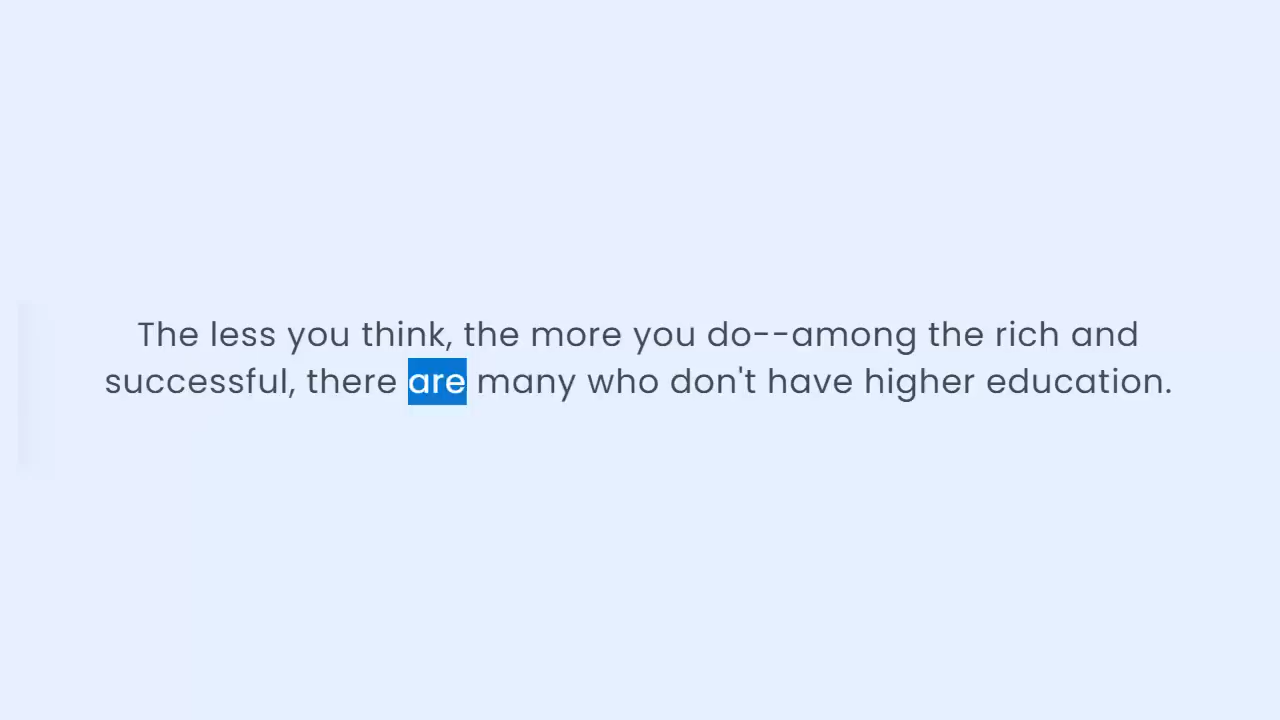 The less you think, the more you do--among the rich and
successful, there are many who don't have higher education.